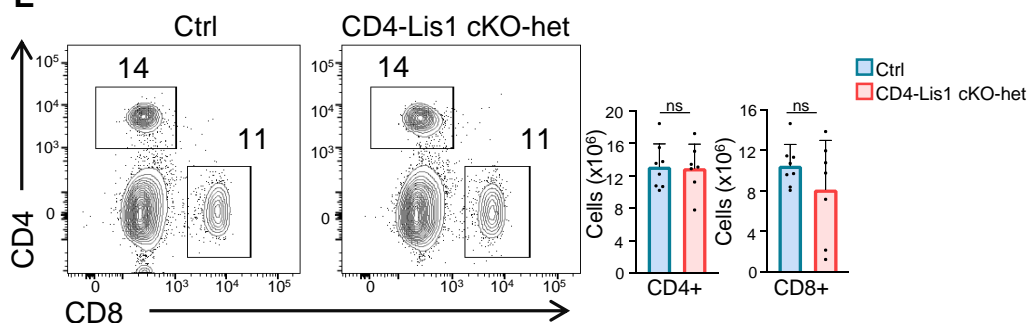 E
Ctrl
CD4-Lis1 cKO-het
CD4
10⁵
10⁴
10³
0
14
11
0
10³
10⁴
10⁵
10⁵
10⁴
10³
0
14
11
0
10³
10⁴
10⁵
CD8
Ctrl
CD4-Lis1 cKO-het
Cells (x10⁶)
20
16
12
8
4
0
ns
CD4+
Cells (x10⁶)
16
12
8
4
0
ns
CD8+